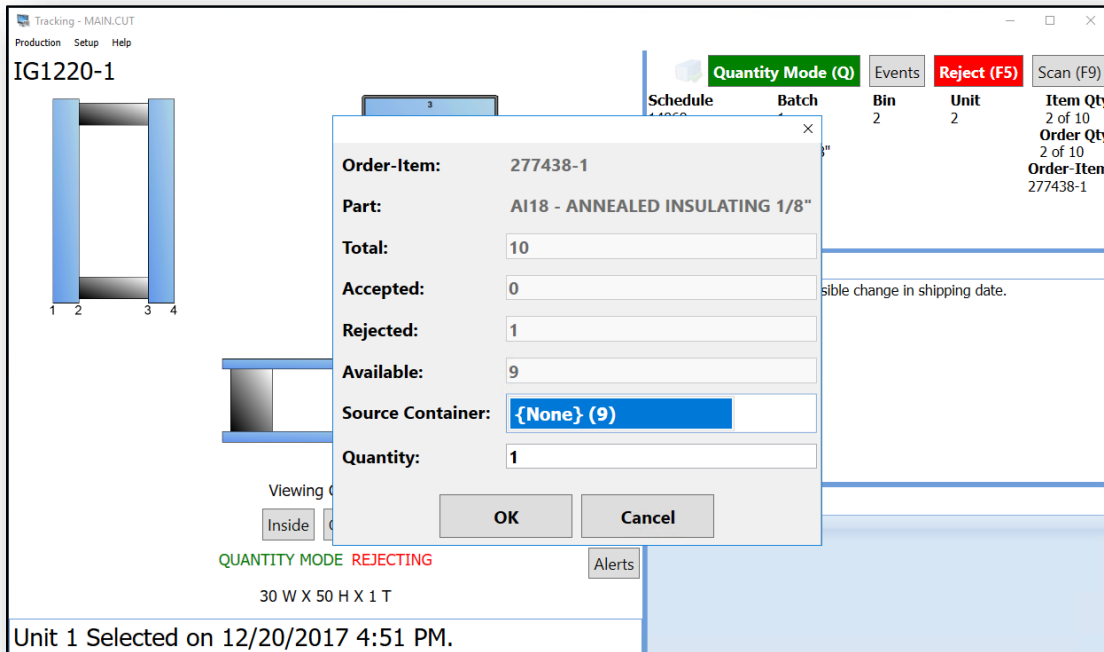 Tracking - MAIN.CUT
Production Setup Help
IG1220-1
Quantity Mode (Q) Events Reject (F5) Scan (F9)
Schedule Batch Bin Unit Item Qty
2 2 2 of 10
Order Qty
2 of 10
Order-Item
277438-1
3
1 2 3 4
Order-Item: 277438-1
Part: AI18 - ANNEALED INSULATING 1/8"
Total: 10
Accepted: 0
Rejected: 1
Available: 9
Source Container: {None} (9)
Quantity: 1
OK Cancel
change in shipping date.
Viewing
Inside
QUANTITY MODE REJECTING
Alerts
30 W X 50 H X 1 T
Unit 1 Selected on 12/20/2017 4:51 PM.